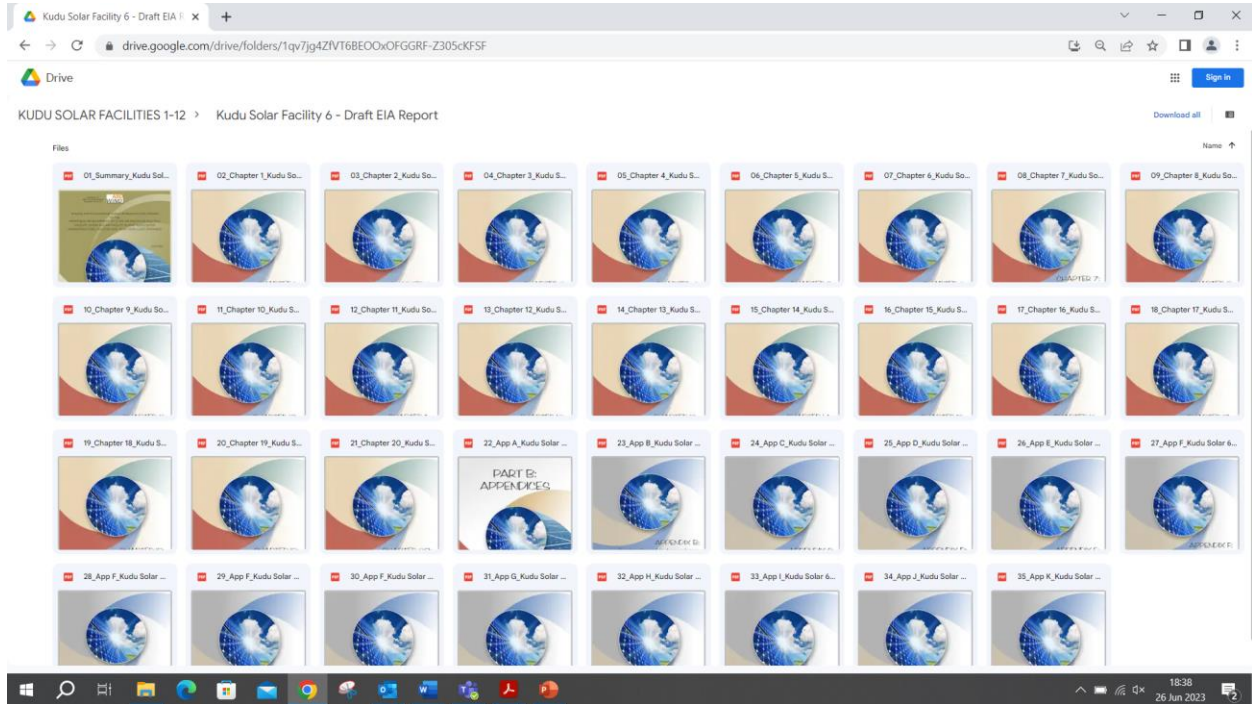 Kudu Solar Facility 6 - Draft EIA R
drive.google.com/drive/folders/1qv7jg4ZfVT6BEOOxOFGGRF-Z305cKFSF
Drive
Sign in
KUDU SOLAR FACILITIES 1-12 > Kudu Solar Facility 6 - Draft EIA Report
Download all
Files
Name
01_Summary_Kudu Sol...
02_Chapter 1_Kudu So...
03_Chapter 2_Kudu So...
04_Chapter 3_Kudu S...
05_Chapter 4_Kudu S...
06_Chapter 5_Kudu S...
07_Chapter 6_Kudu So...
08_Chapter 7_Kudu So...
09_Chapter 8_Kudu So...
CHAPTER 7:
10_Chapter 9_Kudu So...
11_Chapter 10_Kudu S...
12_Chapter 11_Kudu So...
13_Chapter 12_Kudu S...
14_Chapter 13_Kudu S...
15_Chapter 14_Kudu S...
16_Chapter 15_Kudu S...
17_Chapter 16_Kudu S...
18_Chapter 17_Kudu S...
19_Chapter 18_Kudu S...
20_Chapter 19_Kudu S...
21_Chapter 20_Kudu S...
22_App A_Kudu Solar ...
23_App B_Kudu Solar ...
24_App C_Kudu Solar ...
25_App D_Kudu Solar ...
26_App E_Kudu Solar ...
27_App F_Kudu Solar 6...
PART B:
APPENDICES
APPENDIX B:
APPENDIX F:
28_App F_Kudu Solar ...
29_App F_Kudu Solar ...
30_App F_Kudu Solar ...
31_App G_Kudu Solar ...
32_App H_Kudu Solar ...
33_App I_Kudu Solar 6...
34_App J_Kudu Solar ...
35_App K_Kudu Solar ...
18:38
26 Jun 2023